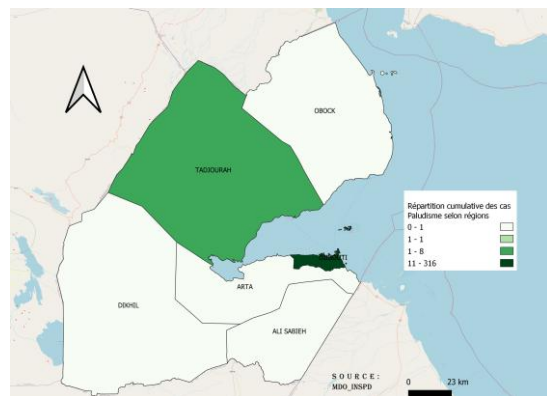 OBOCK
TADJOURAH
Répartition cumulative des cas
Paludisme selon régions
0 - 1
1 - 1
1 - 8
11 - 316
ARTA
DIKHIL
ALI SABIEH
SOURCE:
MDO_INSPD
0 23 km